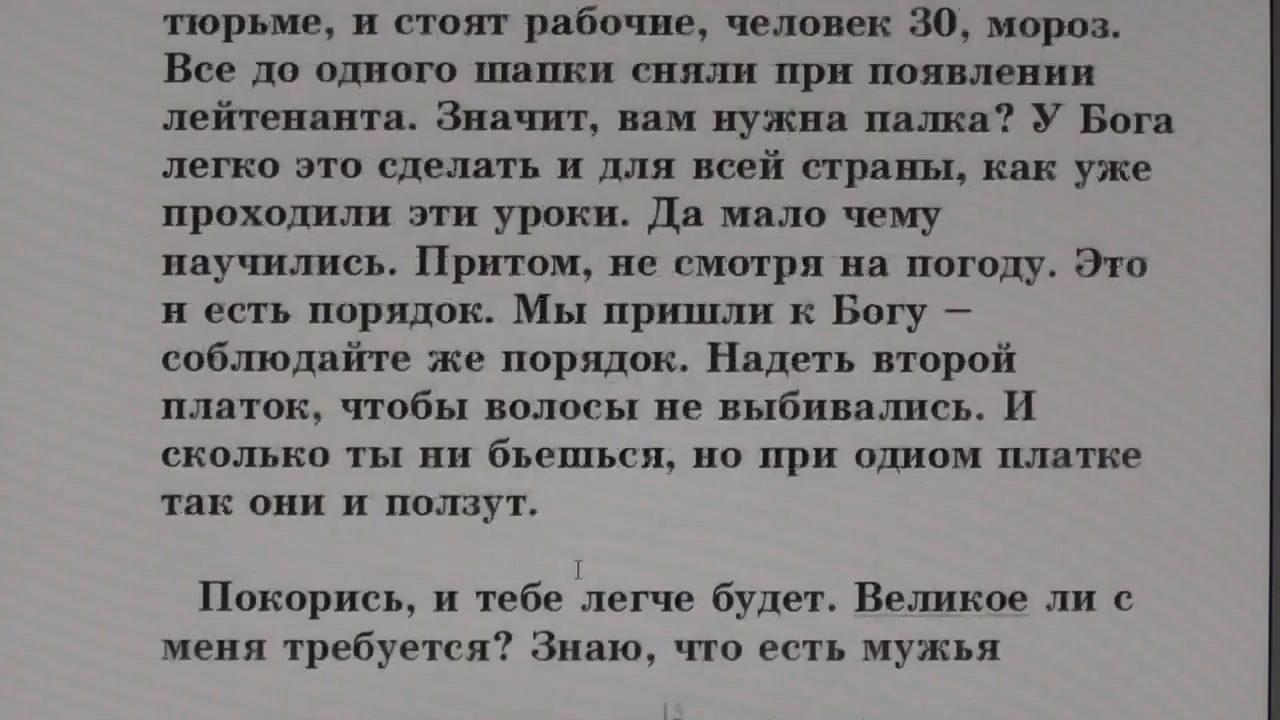 тюрьме, и стоят рабочие, человек 30, мороз.
Все до одного шапки сняли при появлении
лейтенанта. Значит, вам нужна палка? У Бога
легко это сделать и для всей страны, как уже
проходили эти уроки. Да мало чему
научились. Притом, не смотря на погоду. Это
и есть порядок. Мы пришли к Богу –
соблюдайте же порядок. Надеть второй
платок, чтобы волосы не выбивались. И
сколько ты ни бьешься, но при одном платке
так они и ползут.
Покорись, и тебе легче будет. Великое ли с
меня требуется? Знаю, что есть мужья